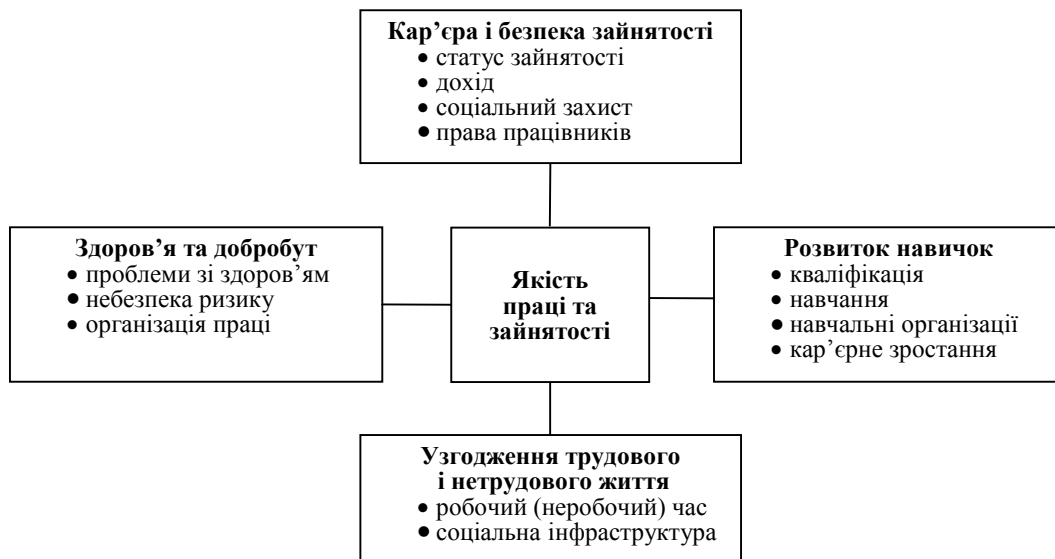 Кар’єра і безпека зайнятості
• статус зайнятості
• дохід
• соціальний захист
• права працівників
Здоров’я та добробут
• проблеми зі здоров’ям
• небезпека ризику
• організація праці
Якість
праці та
зайнятості
Розвиток навичок
• кваліфікація
• навчання
• навчальні організації
• кар’єрне зростання
Узгодження трудового
і нетрудового життя
• робочий (неробочий) час
• соціальна інфраструктура